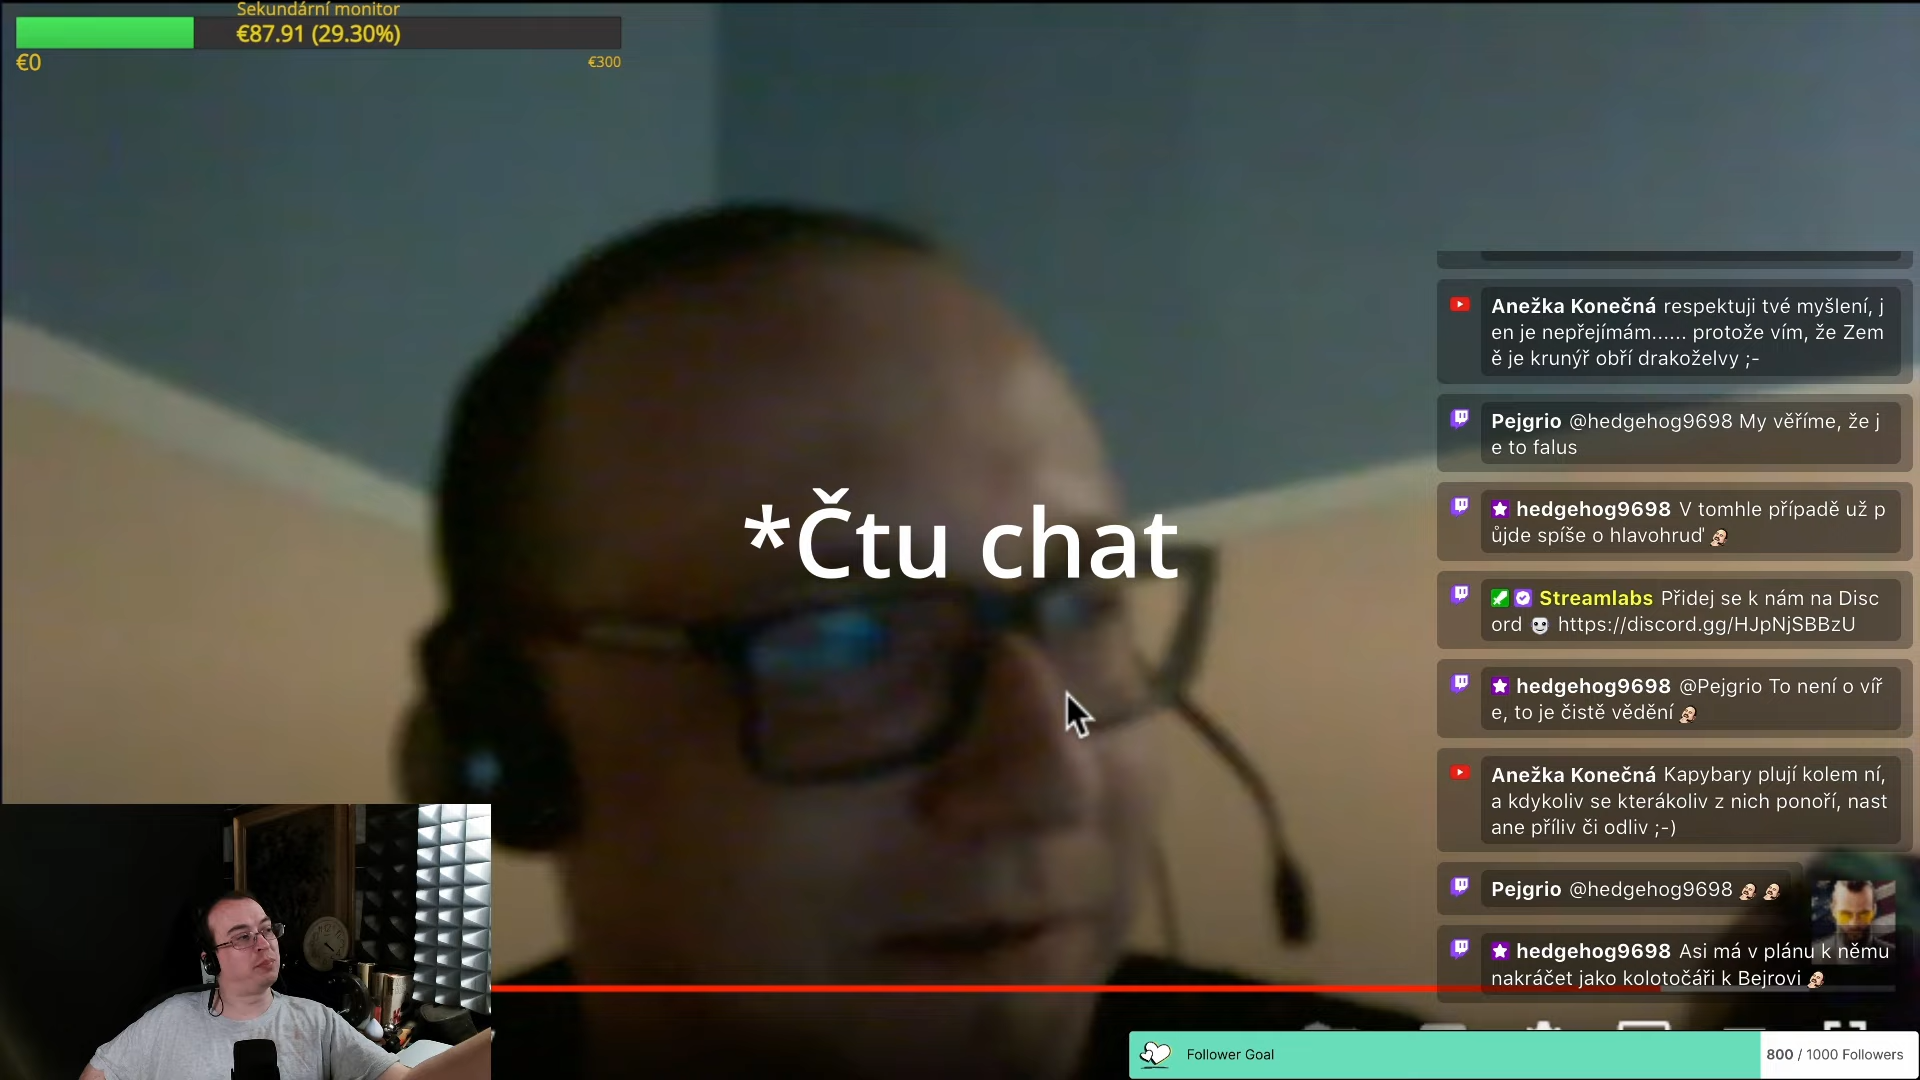 Sekundární monitor
€87.91 (29.30%)
€0
€300
*Čtu chat
Anežka Konečná respektuji tvé myšlení, j
en je nepřejímám...... protože vím, že Zem
ě je krunýř obří drakoželvy ;-
Pejgrio @hedgehog9698 My věříme, že j
e to falus
hedgehog9698 V tomhle případě už p
ůjde spíše o hlavohruď
Streamlabs Přidej se k nám na Disc
ord https://discord.gg/HJpNjSBBzU
hedgehog9698 @Pejgrio To není o víř
e, to je čistě vědění
Anežka Konečná Kapybary plují kolem ní,
a kdykoliv se kterákoliv z nich ponoří, nast
ane příliv či odliv ;-)
Pejgrio @hedgehog9698
hedgehog9698 Asi má v plánu k němu
nakráčet jako kolotočáři k Bejrovi
Follower Goal
800 / 1000 Followers